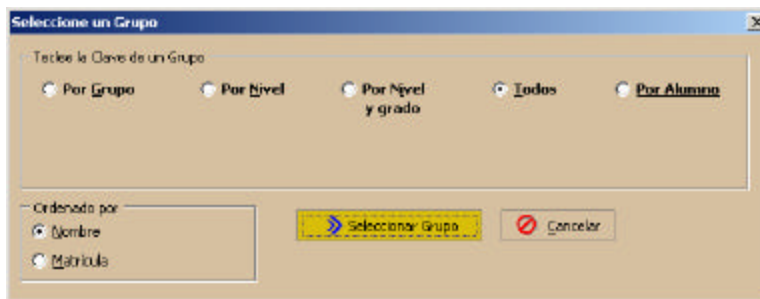 Seleccione un Grupo
Teclee la Clave de un Grupo
Por Grupo Por Nivel Por Nivel y grado Todos Por Alumno
Ordenado por
Nombre
Matrícula
Seleccionar Grupo Cancelar